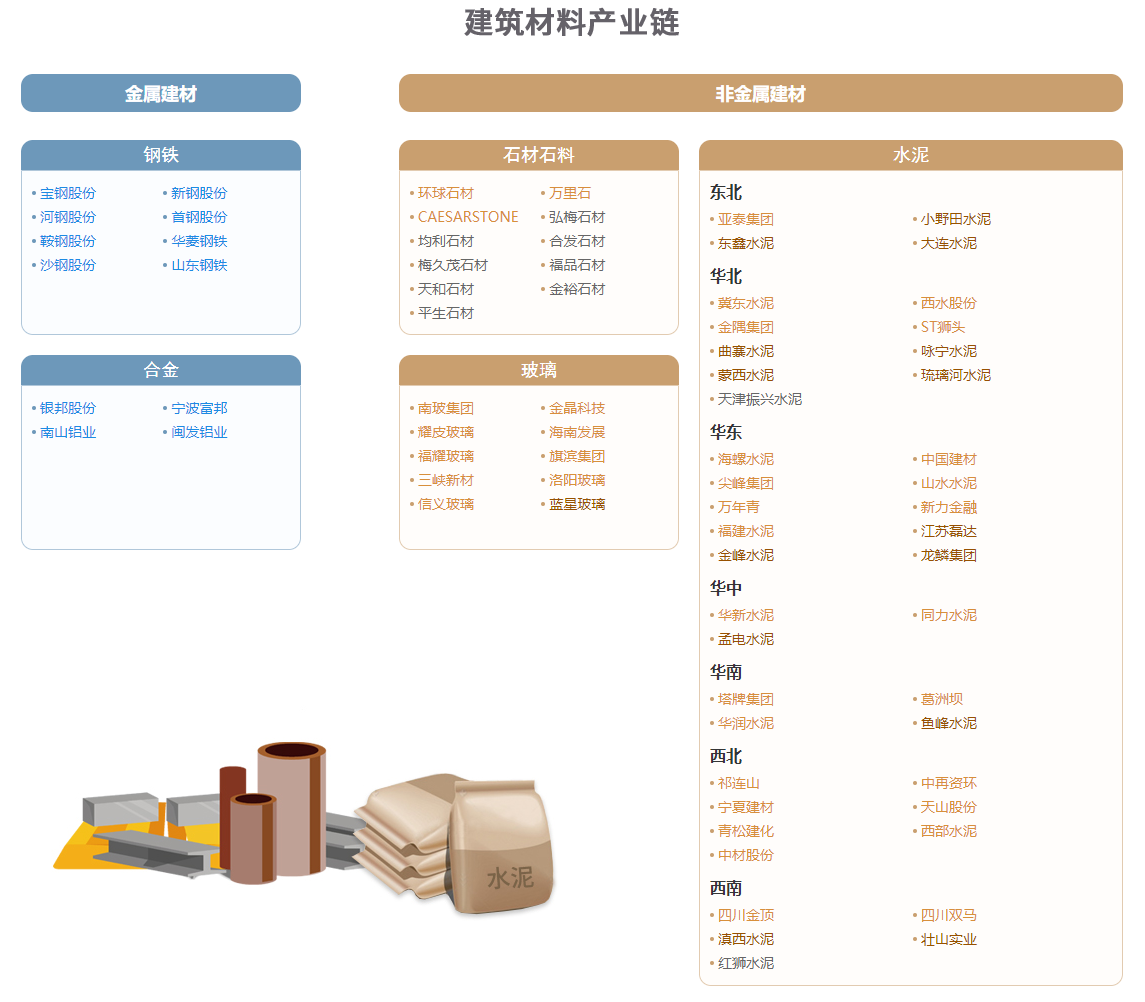 建筑材料产业链
金属建材
钢铁
• 宝钢股份 • 新钢股份
• 河钢股份 • 首钢股份
• 鞍钢股份 • 华菱钢铁
• 沙钢股份 • 山东钢铁
合金
• 银邦股份 • 宁波富邦
• 南山铝业 • 闽发铝业
非金属建材
石材石料
• 环球石材 • 万里石
• CAESARSTONE • 弘梅石材
• 均利石材 • 合发石材
• 梅久茂石材 • 福品石材
• 天和石材 • 金裕石材
• 平生石材
玻璃
• 南玻集团 • 金晶科技
• 耀皮玻璃 • 海南发展
• 福耀玻璃 • 旗滨集团
• 三峡新材 • 洛阳玻璃
• 信义玻璃 • 蓝星玻璃
水泥
东北
• 亚泰集团 • 小野田水泥
• 东鑫水泥 • 大连水泥
华北
• 冀东水泥 • 西水股份
• 金隅集团 • ST狮头
• 曲寨水泥 • 咏宁水泥
• 蒙西水泥 • 琉璃河水泥
• 天津振兴水泥
华东
• 海螺水泥 • 中国建材
• 尖峰集团 • 山水水泥
• 万年青 • 新力金融
• 福建水泥 • 江苏磊达
• 金峰水泥 • 龙鳞集团
华中
• 华新水泥 • 同力水泥
• 孟电水泥
华南
• 塔牌集团 • 葛洲坝
• 华润水泥 • 鱼峰水泥
西北
• 祁连山 • 中再资环
• 宁夏建材 • 天山股份
• 青松建化 • 西部水泥
• 中材股份
西南
• 四川金顶 • 四川双马
• 滇西水泥 • 壮山实业
• 红狮水泥
水泥